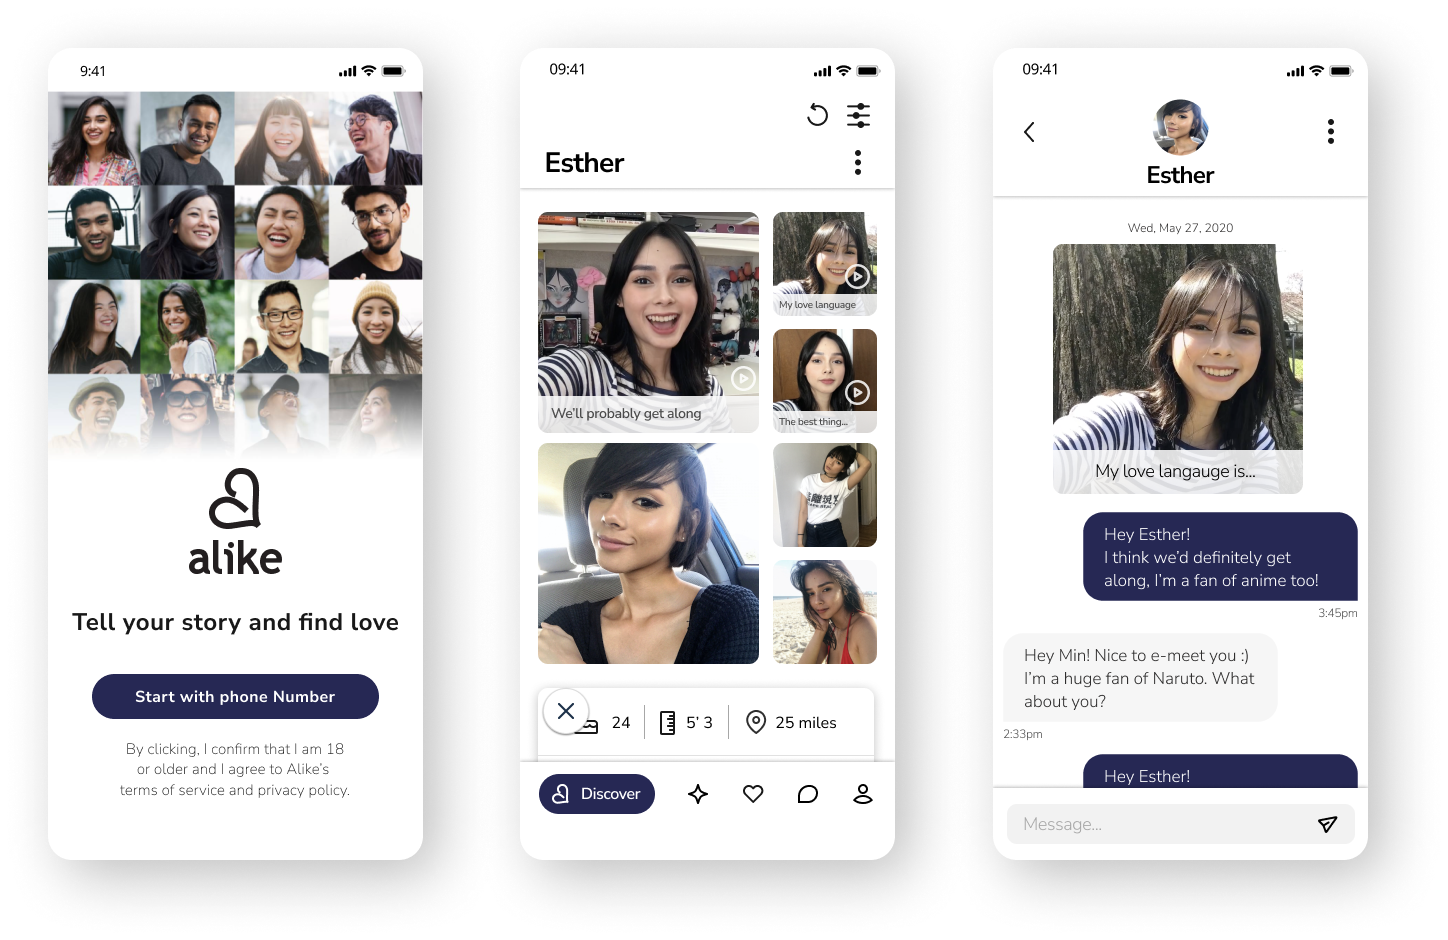 9:41
alike
Tell your story and find love
Start with phone Number
By clicking, I confirm that I am 18
or older and I agree to Alike's
terms of service and privacy policy.
09:41
Esther
We'll probably get along
My love language
The best thing...
24
5' 3
25 miles
Discover
09:41
Esther
Wed, May 27, 2020
My love langauge is...
Hey Esther!
I think we'd definitely get
along, I'm a fan of anime too!
3:45pm
Hey Min! Nice to e-meet you :)
I'm a huge fan of Naruto. What
about you?
2:33pm
Hey Esther!
Message...